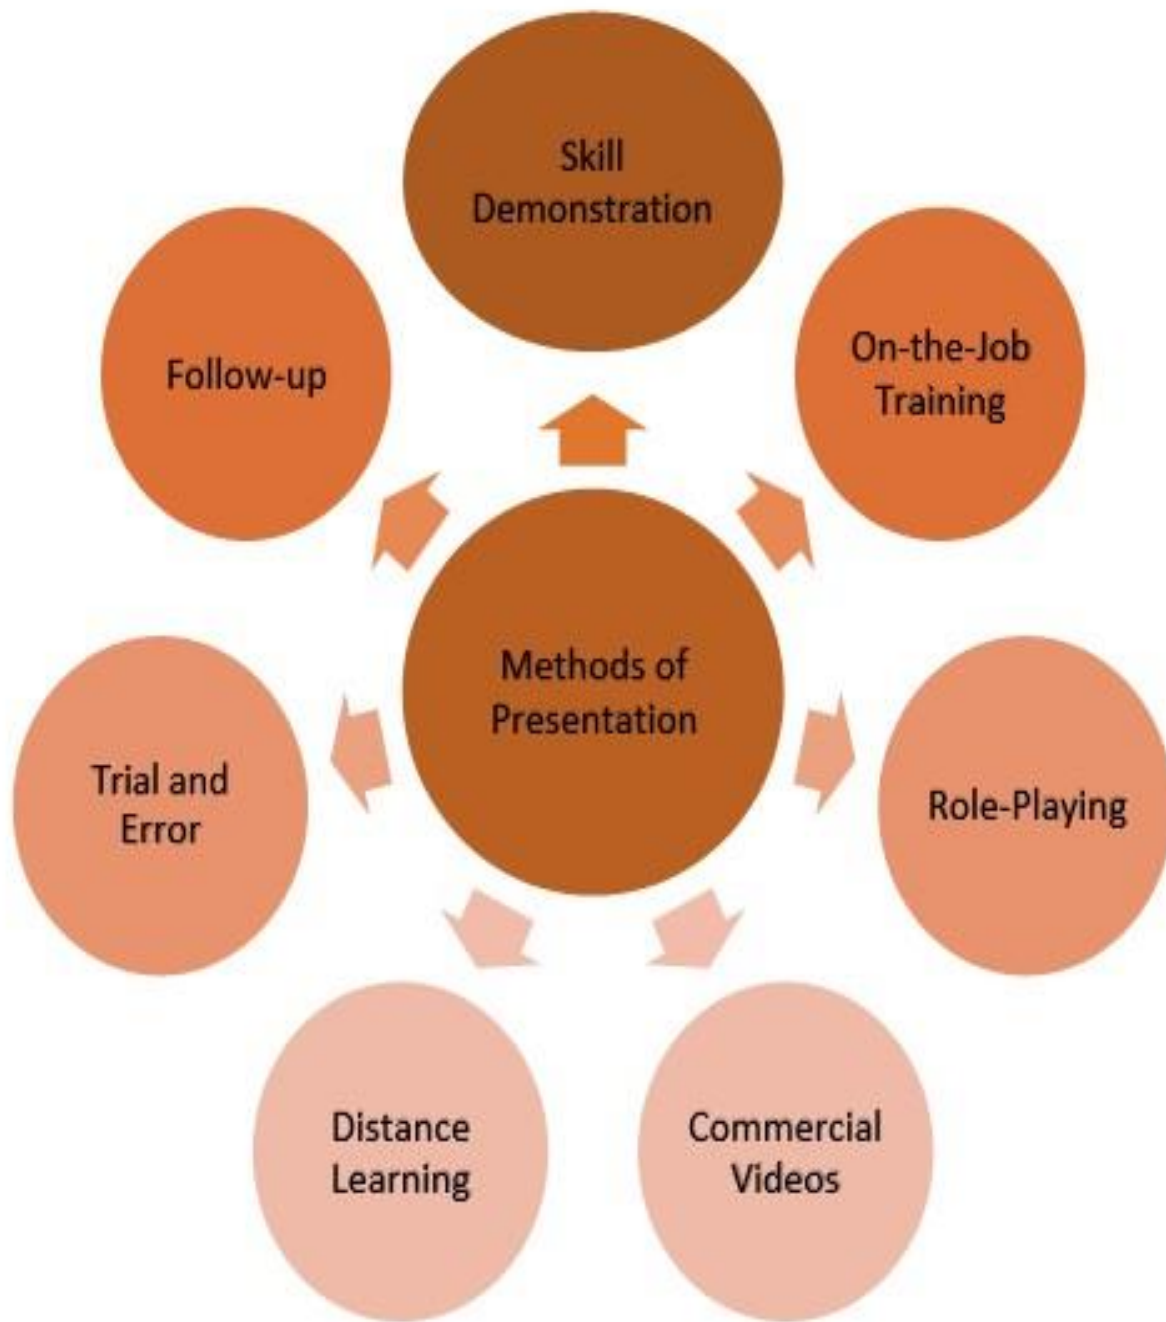 Skill
Demonstration
On-the-Job
Training
Follow-up
Methods of
Presentation
Trial and
Error
Role-Playing
Distance
Learning
Commercial
Videos